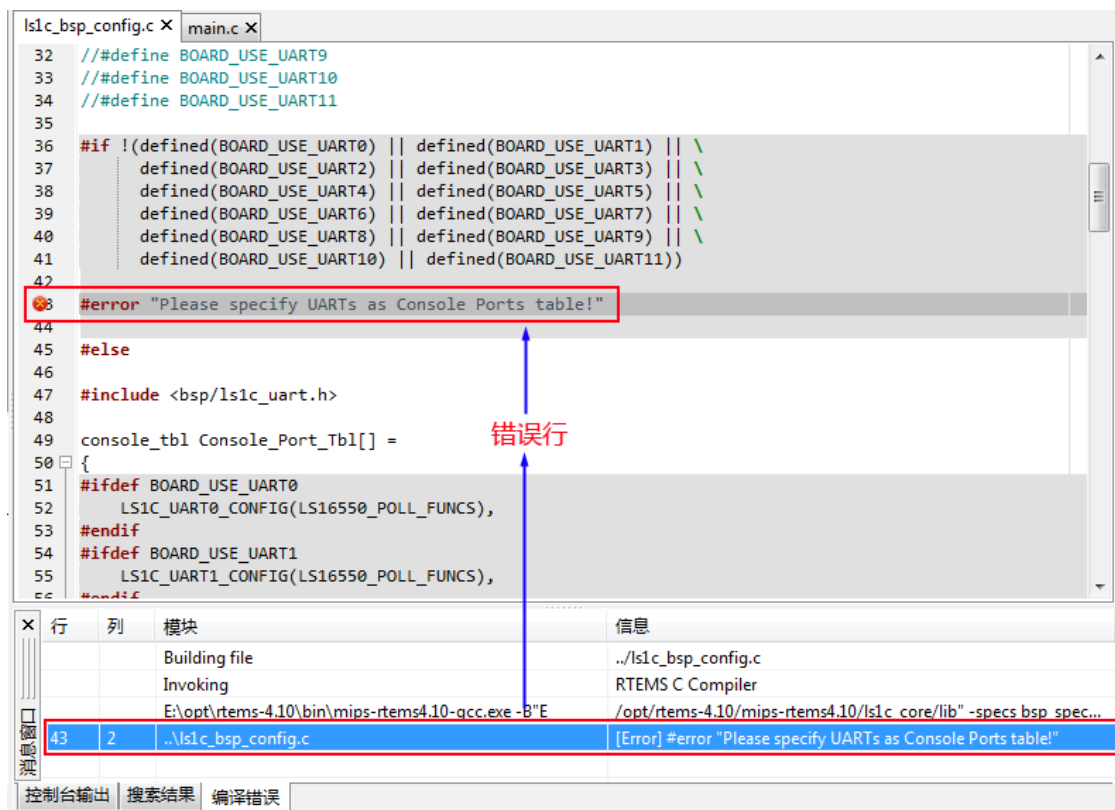 ls1c_bsp_config.c × main.c ×
32 //#define BOARD_USE_UART9
33 //#define BOARD_USE_UART10
34 //#define BOARD_USE_UART11
35
36 #if !(defined(BOARD_USE_UART0) || defined(BOARD_USE_UART1) || \
37 defined(BOARD_USE_UART2) || defined(BOARD_USE_UART3) || \
38 defined(BOARD_USE_UART4) || defined(BOARD_USE_UART5) || \
39 defined(BOARD_USE_UART6) || defined(BOARD_USE_UART7) || \
40 defined(BOARD_USE_UART8) || defined(BOARD_USE_UART9) || \
41 defined(BOARD_USE_UART10) || defined(BOARD_USE_UART11))
42
3 #error "Please specify UARTs as Console Ports table!"
44
45 #else
46
47 #include <bsp/ls1c_uart.h>
48
49 console_tbl Console_Port_Tbl[] =
错误行
50 {
51 #ifdef BOARD_USE_UART0
52 LS1C_UART0_CONFIG(LS16550_POLL_FUNCS),
53 #endif
54 #ifdef BOARD_USE_UART1
55 LS1C_UART1_CONFIG(LS16550_POLL_FUNCS),
56 #endif
× 行 列 模块 信息
Building file ../ls1c_bsp_config.c
Invoking RTEMS C Compiler
E:\opt\rtems-4.10\bin\mips-rtems4.10-gcc.exe -B"E /opt/rtems-4.10/mips-rtems4.10/ls1c_core/lib" -specs bsp_spec...
43 2 ..\ls1c_bsp_config.c [Error] #error "Please specify UARTs as Console Ports table!"
消息窗口
控制台输出 搜索结果 编译错误